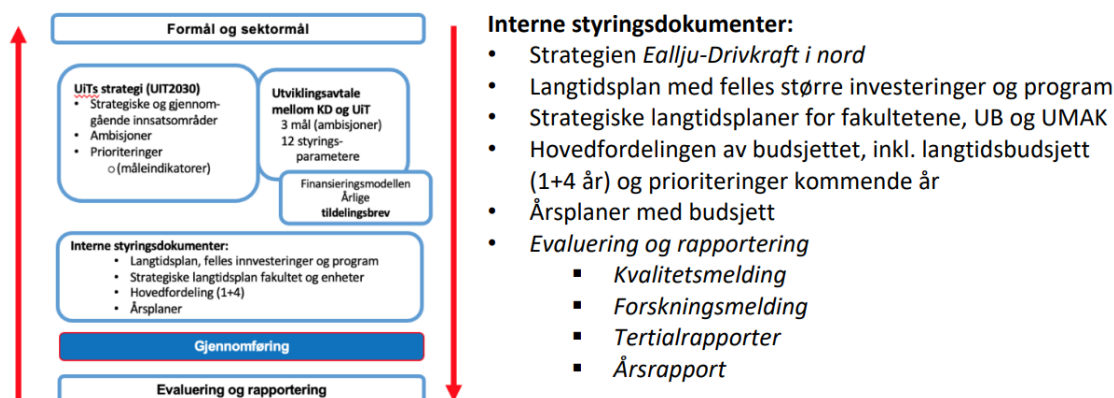 Formål og sektormål
UiTs strategi (UIT2030)
• Strategiske og gjennom-
gående innsatsområder
• Ambisjoner
• Prioriteringer
o (måleindikatorer)
Utviklingsavtale
mellom KD og UiT
3 mål (ambisjoner)
12 styrings-
parametere
Finansieringsmodellen
Årlige
tildelingsbrev
Interne styringsdokumenter:
• Langtidsplan, felles innvesteringer og program
• Strategiske langtidsplan fakultet og enheter
• Hovedfordeling (1+4)
• Årsplaner
Gjennomføring
Evaluering og rapportering
Interne styringsdokumenter:
• Strategien Eallju-Drivkraft i nord
• Langtidsplan med felles større investeringer og program
• Strategiske langtidsplaner for fakultetene, UB og UMAK
• Hovedfordelingen av budsjettet, inkl. langtidsbudsjett
(1+4 år) og prioriteringer kommende år
• Årsplaner med budsjett
• Evaluering og rapportering
▪ Kvalitetsmelding
▪ Forskningsmelding
▪ Tertialrapporter
▪ Årsrapport